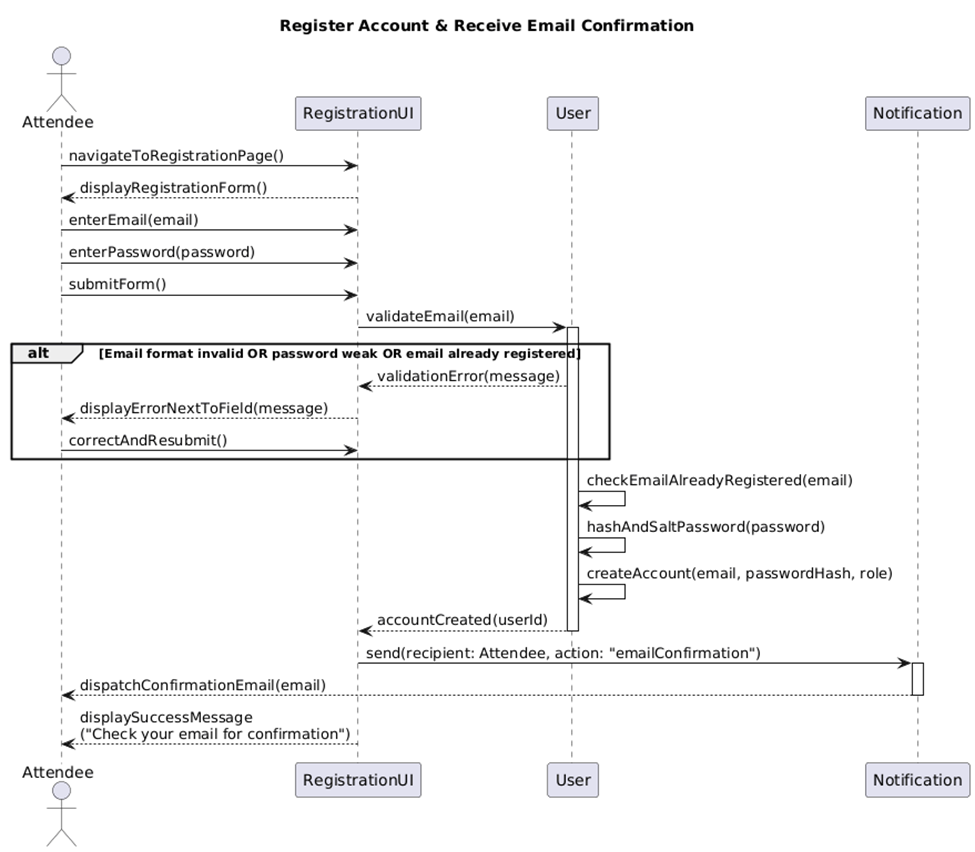 Register Account & Receive Email Confirmation
Attendee
RegistrationUI
User
Notification
navigateToRegistrationPage()
displayRegistrationForm()
enterEmail(email)
enterPassword(password)
submitForm()
validateEmail(email)
alt [Email format invalid OR password weak OR email already registered]
validationError(message)
displayErrorNextToField(message)
correctAndResubmit()
checkEmailAlreadyRegistered(email)
hashAndSaltPassword(password)
createAccount(email, passwordHash, role)
accountCreated(userId)
send(recipient: Attendee, action: "emailConfirmation")
dispatchConfirmationEmail(email)
displaySuccessMessage
("Check your email for confirmation")
Attendee
RegistrationUI
User
Notification